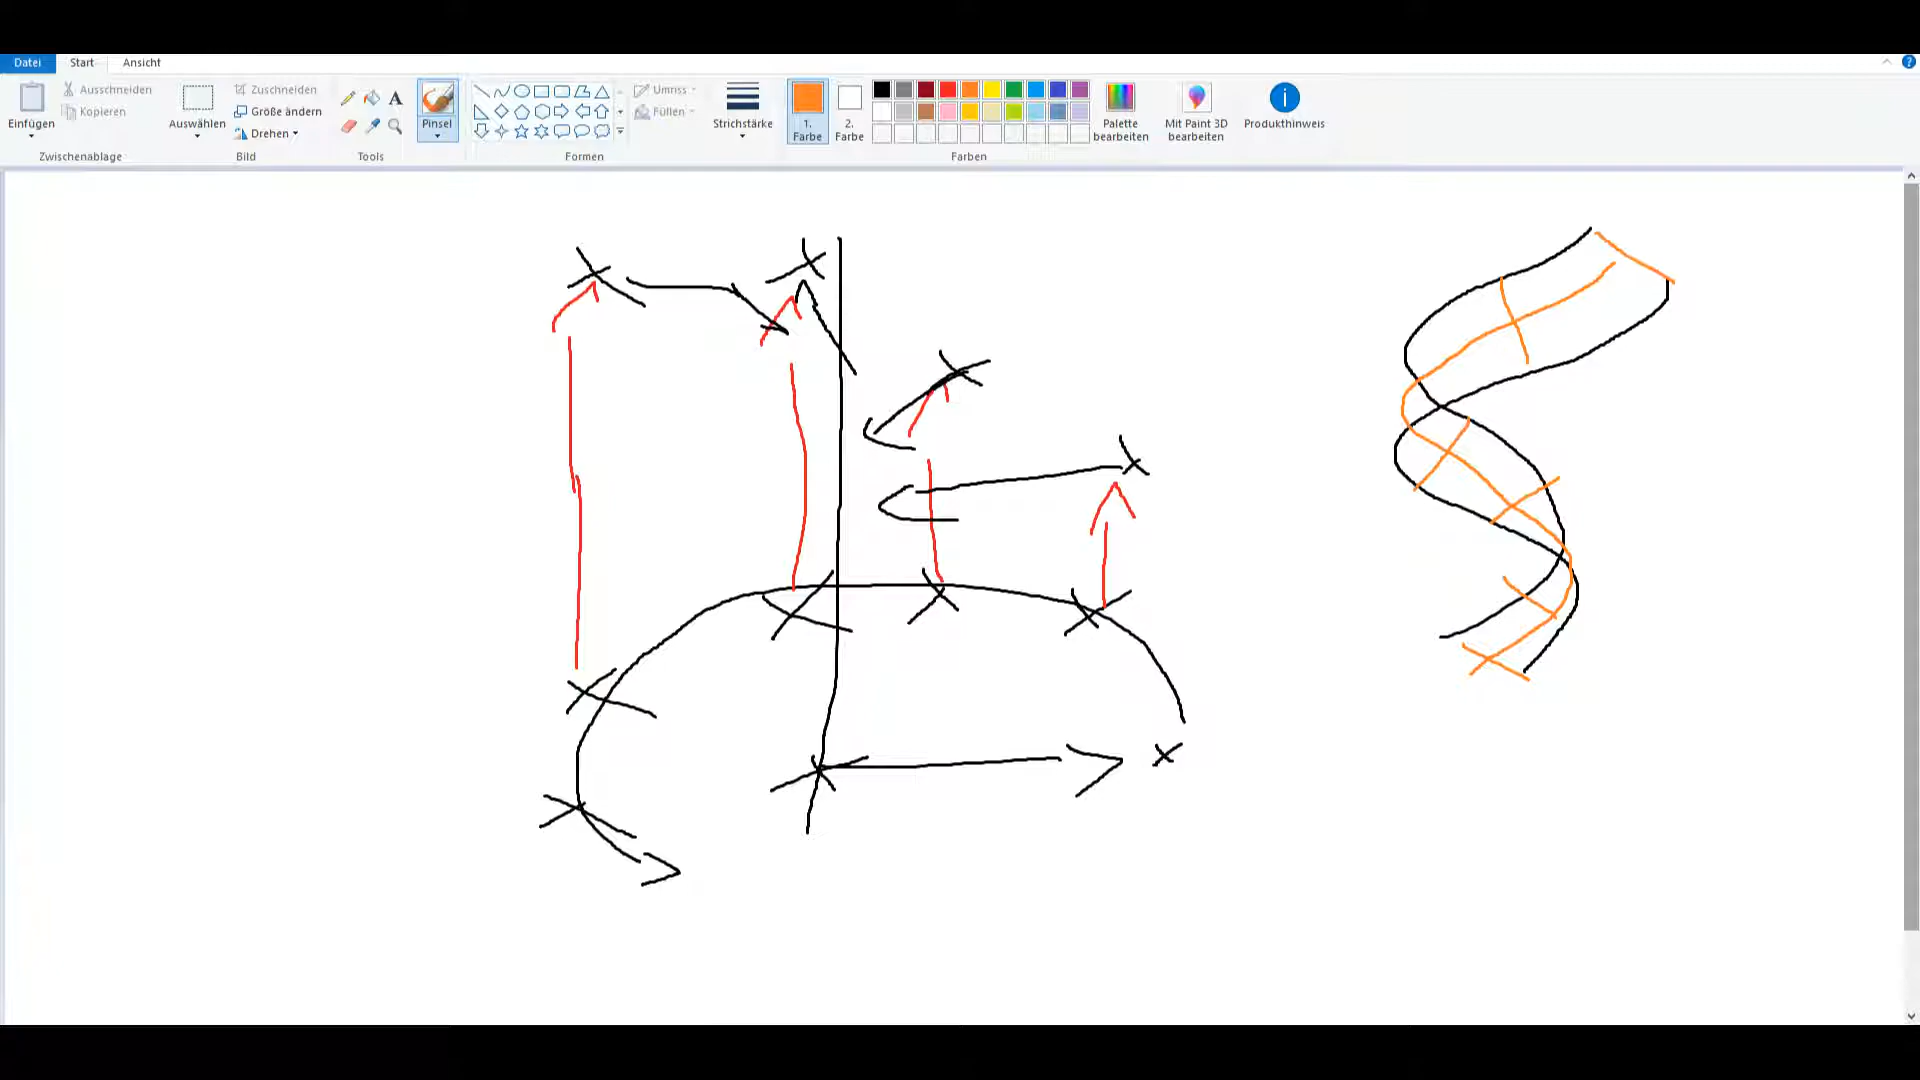 Datei Start Ansicht
Einfügen
Ausschneiden
Kopieren
Zwischenablage
Auswählen
Zuschneiden
Größe ändern
Drehen
Bild
A
Tools
Pinsel
Umriss
Füllen
Formen
Strichstärke
1.
Farbe
2.
Farbe
Farben
Palette
bearbeiten
Mit Paint 3D
bearbeiten
i
Produkthinweis
?